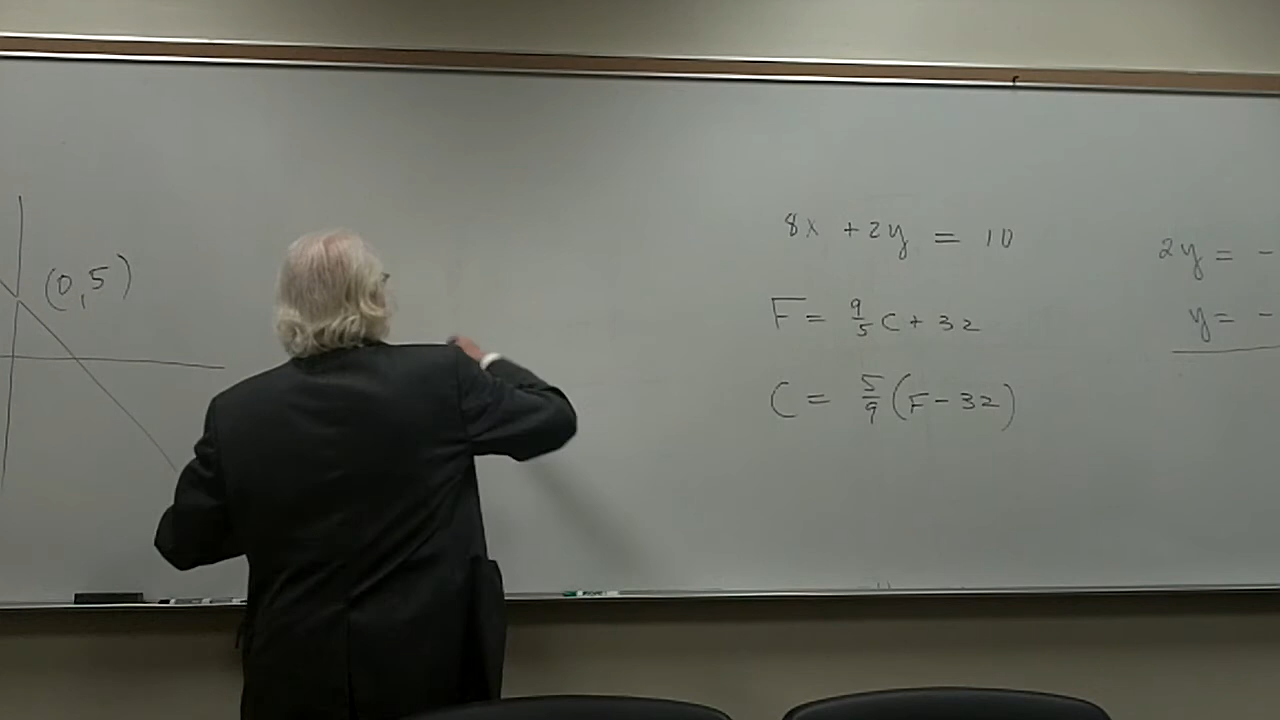 (0,5)
8x + 2y = 10
F = 9/5 C + 32
C = 5/9 (F - 32)
2y = -
y = -